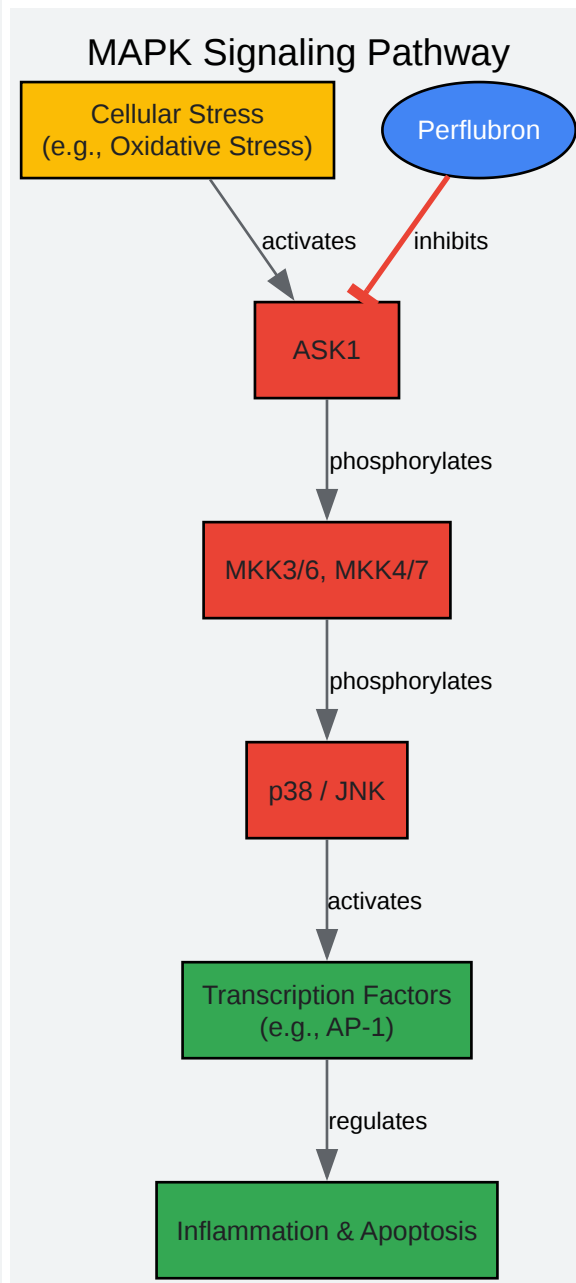 MAPK Signaling Pathway
Cellular Stress
(e.g., Oxidative Stress)
Perflubron
activates
inhibits
ASK1
phosphorylates
MKK3/6, MKK4/7
phosphorylates
p38 / JNK
activates
Transcription Factors
(e.g., AP-1)
regulates
Inflammation & Apoptosis